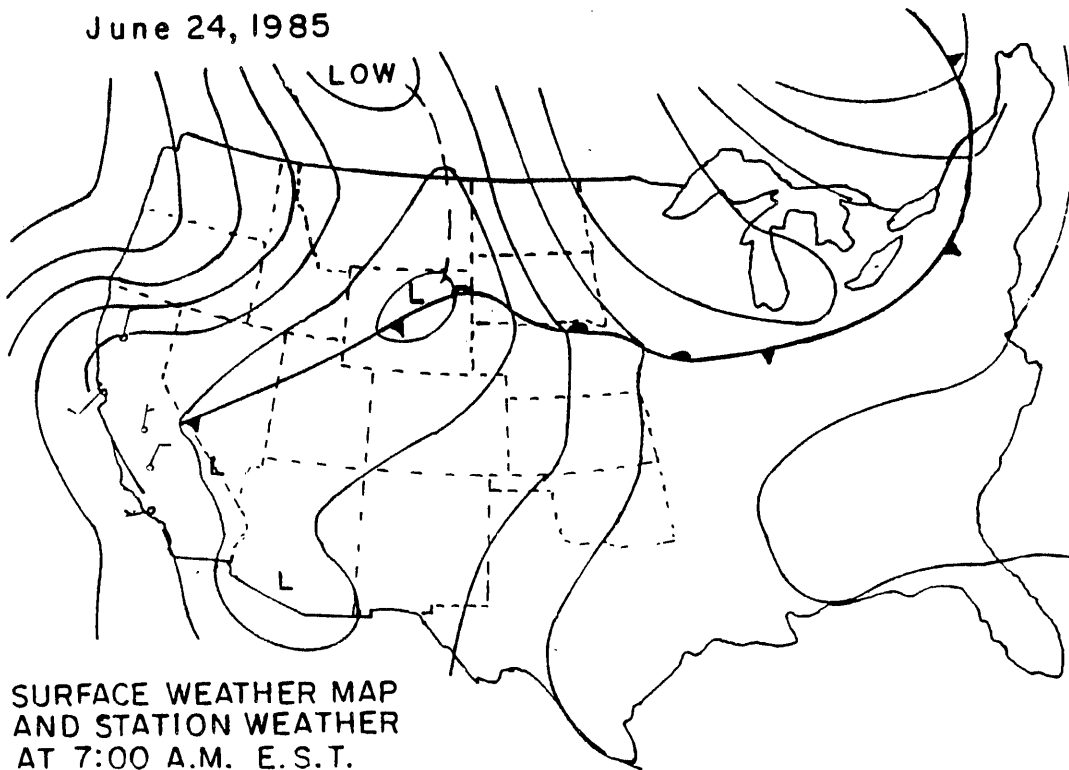 June 24, 1985
LOW
L
L
L
SURFACE WEATHER MAP
AND STATION WEATHER
AT 7:00 A.M. E.S.T.